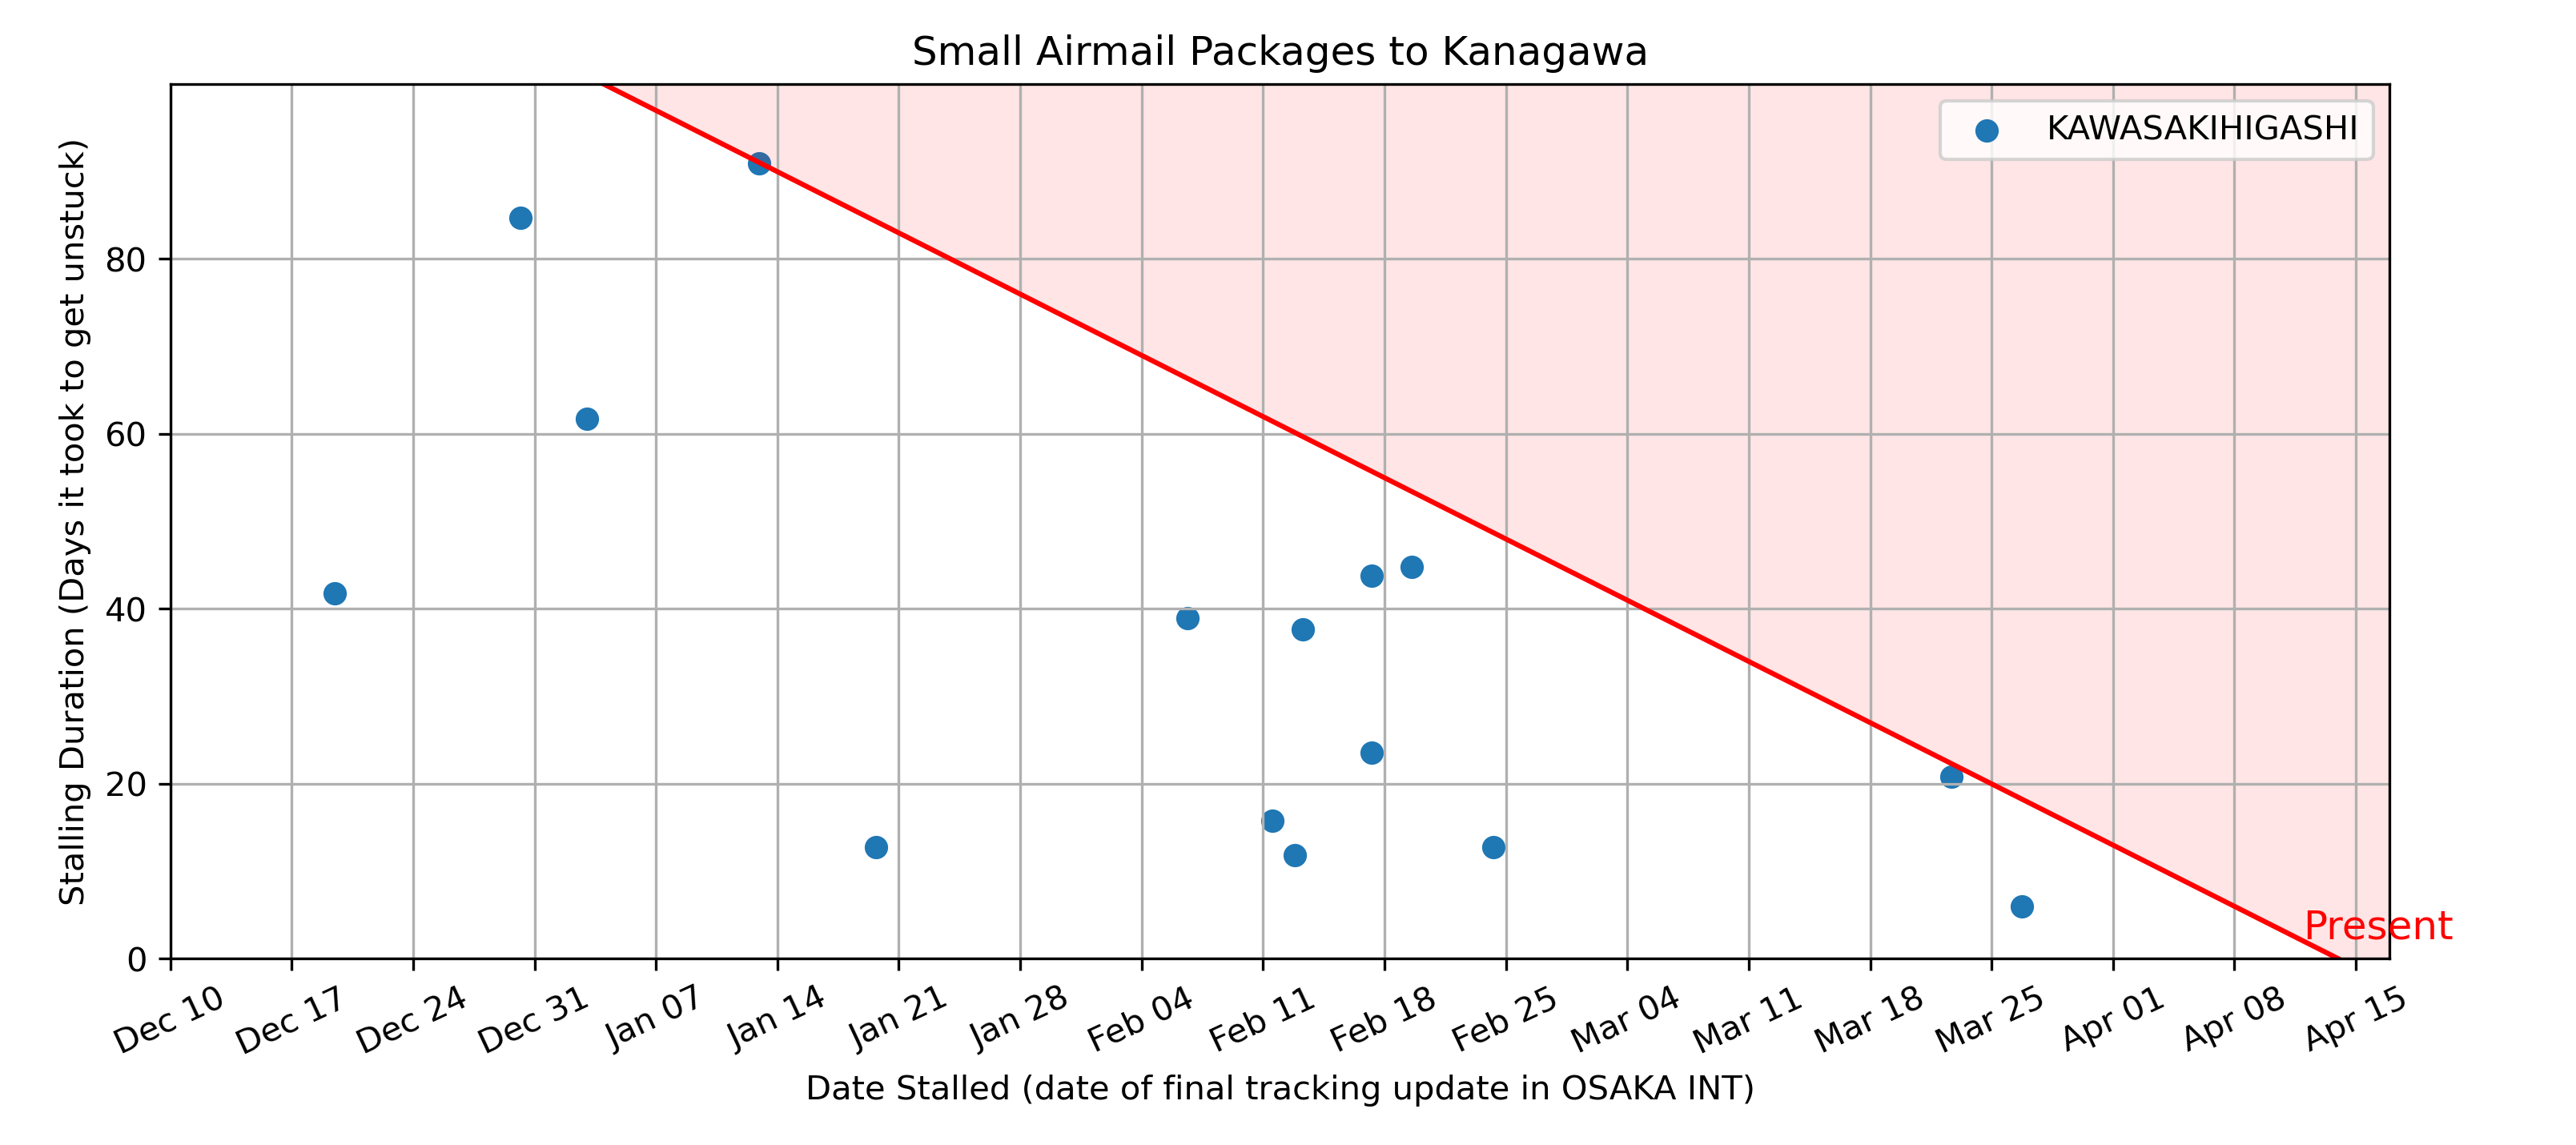 Small Airmail Packages to Kanagawa
KAWASAKIHIGASHI
Stalling Duration (Days it took to get unstuck)
80
60
40
20
0
Present
Dec 10 Dec 17 Dec 24 Dec 31 Jan 07 Jan 14 Jan 21 Jan 28 Feb 04 Feb 11 Feb 18 Feb 25 Mar 04 Mar 11 Mar 18 Mar 25 Apr 01 Apr 08 Apr 15
Date Stalled (date of final tracking update in OSAKA INT)